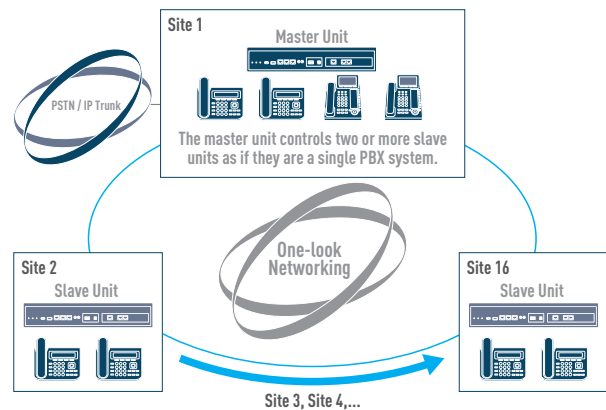 Site 1
Master Unit
PSTN / IP Trunk
The master unit controls two or more slave
units as if they are a single PBX system.
One-look
Networking
Site 2
Slave Unit
Site 16
Slave Unit
Site 3, Site 4,...